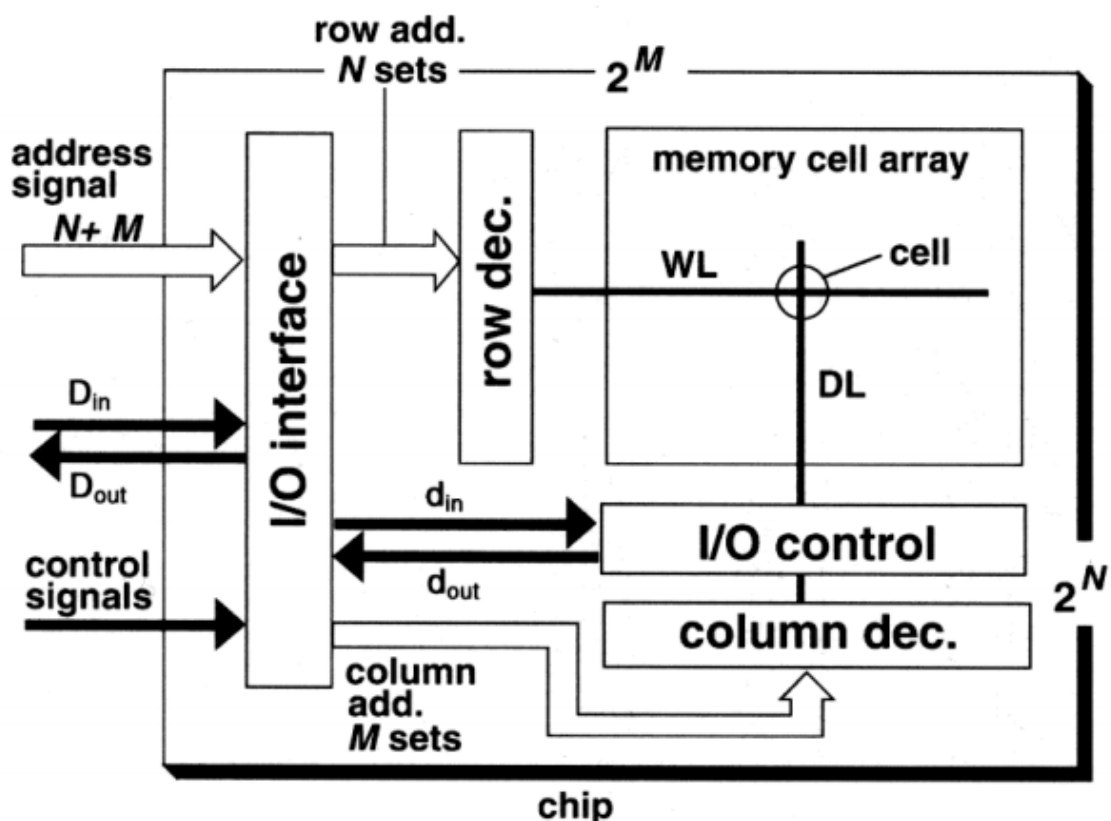 row add.
N sets
2^M
address
signal
N+ M
memory cell array
row dec.
WL
cell
I/O interface
DL
D_in
D_out
d_in
d_out
I/O control
2^N
control
signals
column dec.
column
add.
M sets
chip